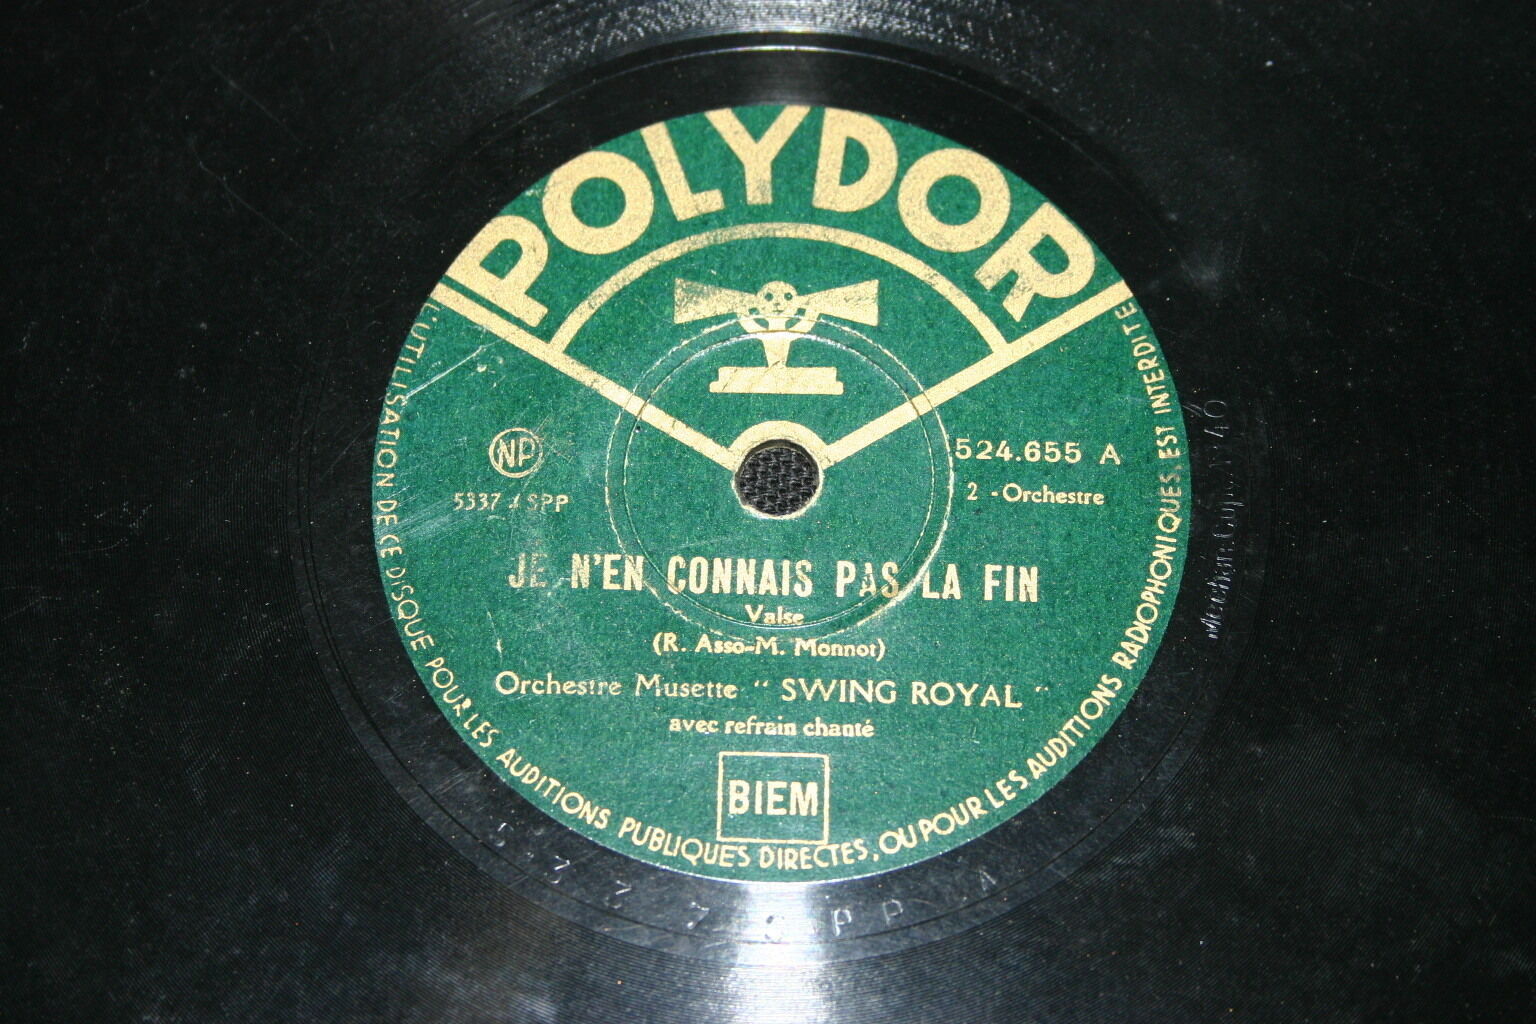 POLYDOR
NP
524.655 A
5337 SPP
2 - Orchestre
JE N'EN CONNAIS PAS LA FIN
Valse
(R. Asso-M. Monnot)
Orchestre Musette "SWING ROYAL"
avec refrain chanté
BIEM
L'UTILISATION DE CE DISQUE POUR LES AUDITIONS PUBLIQUES DIRECTES, OU POUR LES AUDITIONS RADIOPHONIQUES, EST INTERDITE